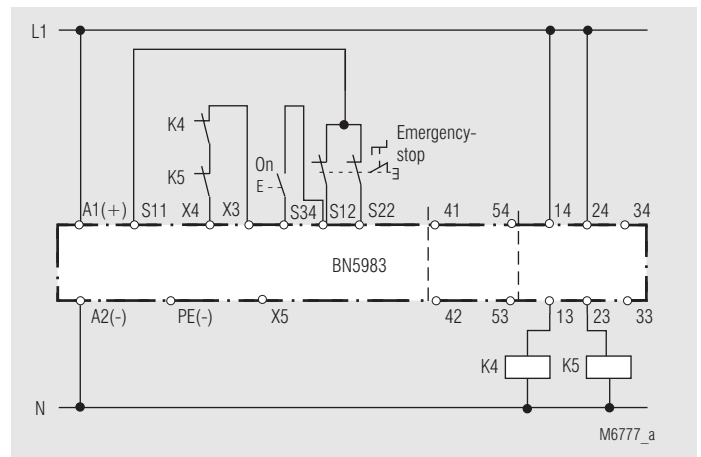 L1
K4
K5
On
E
Emergency-
stop
A1(+) S11 X4 X3 S34 S12 S22 41 54 14 24 34
BN5983
A2(-) PE(-) X5 42 53 13 23 33
K4 K5
N
M6777_a